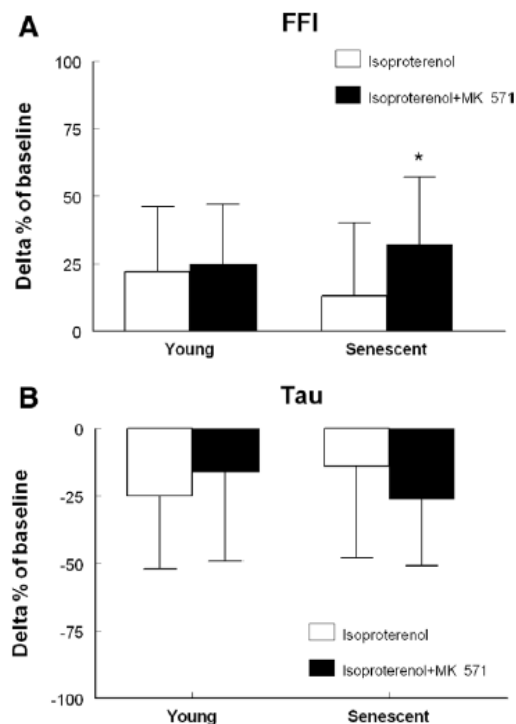 A
FFI
Isoproterenol
Isoproterenol+MK 571
*
100
75
50
25
0
Delta % of baseline
Young
Senescent
B
Tau
0
-25
-50
-75
-100
Delta % of baseline
Isoproterenol
Isoproterenol+MK 571
Young
Senescent